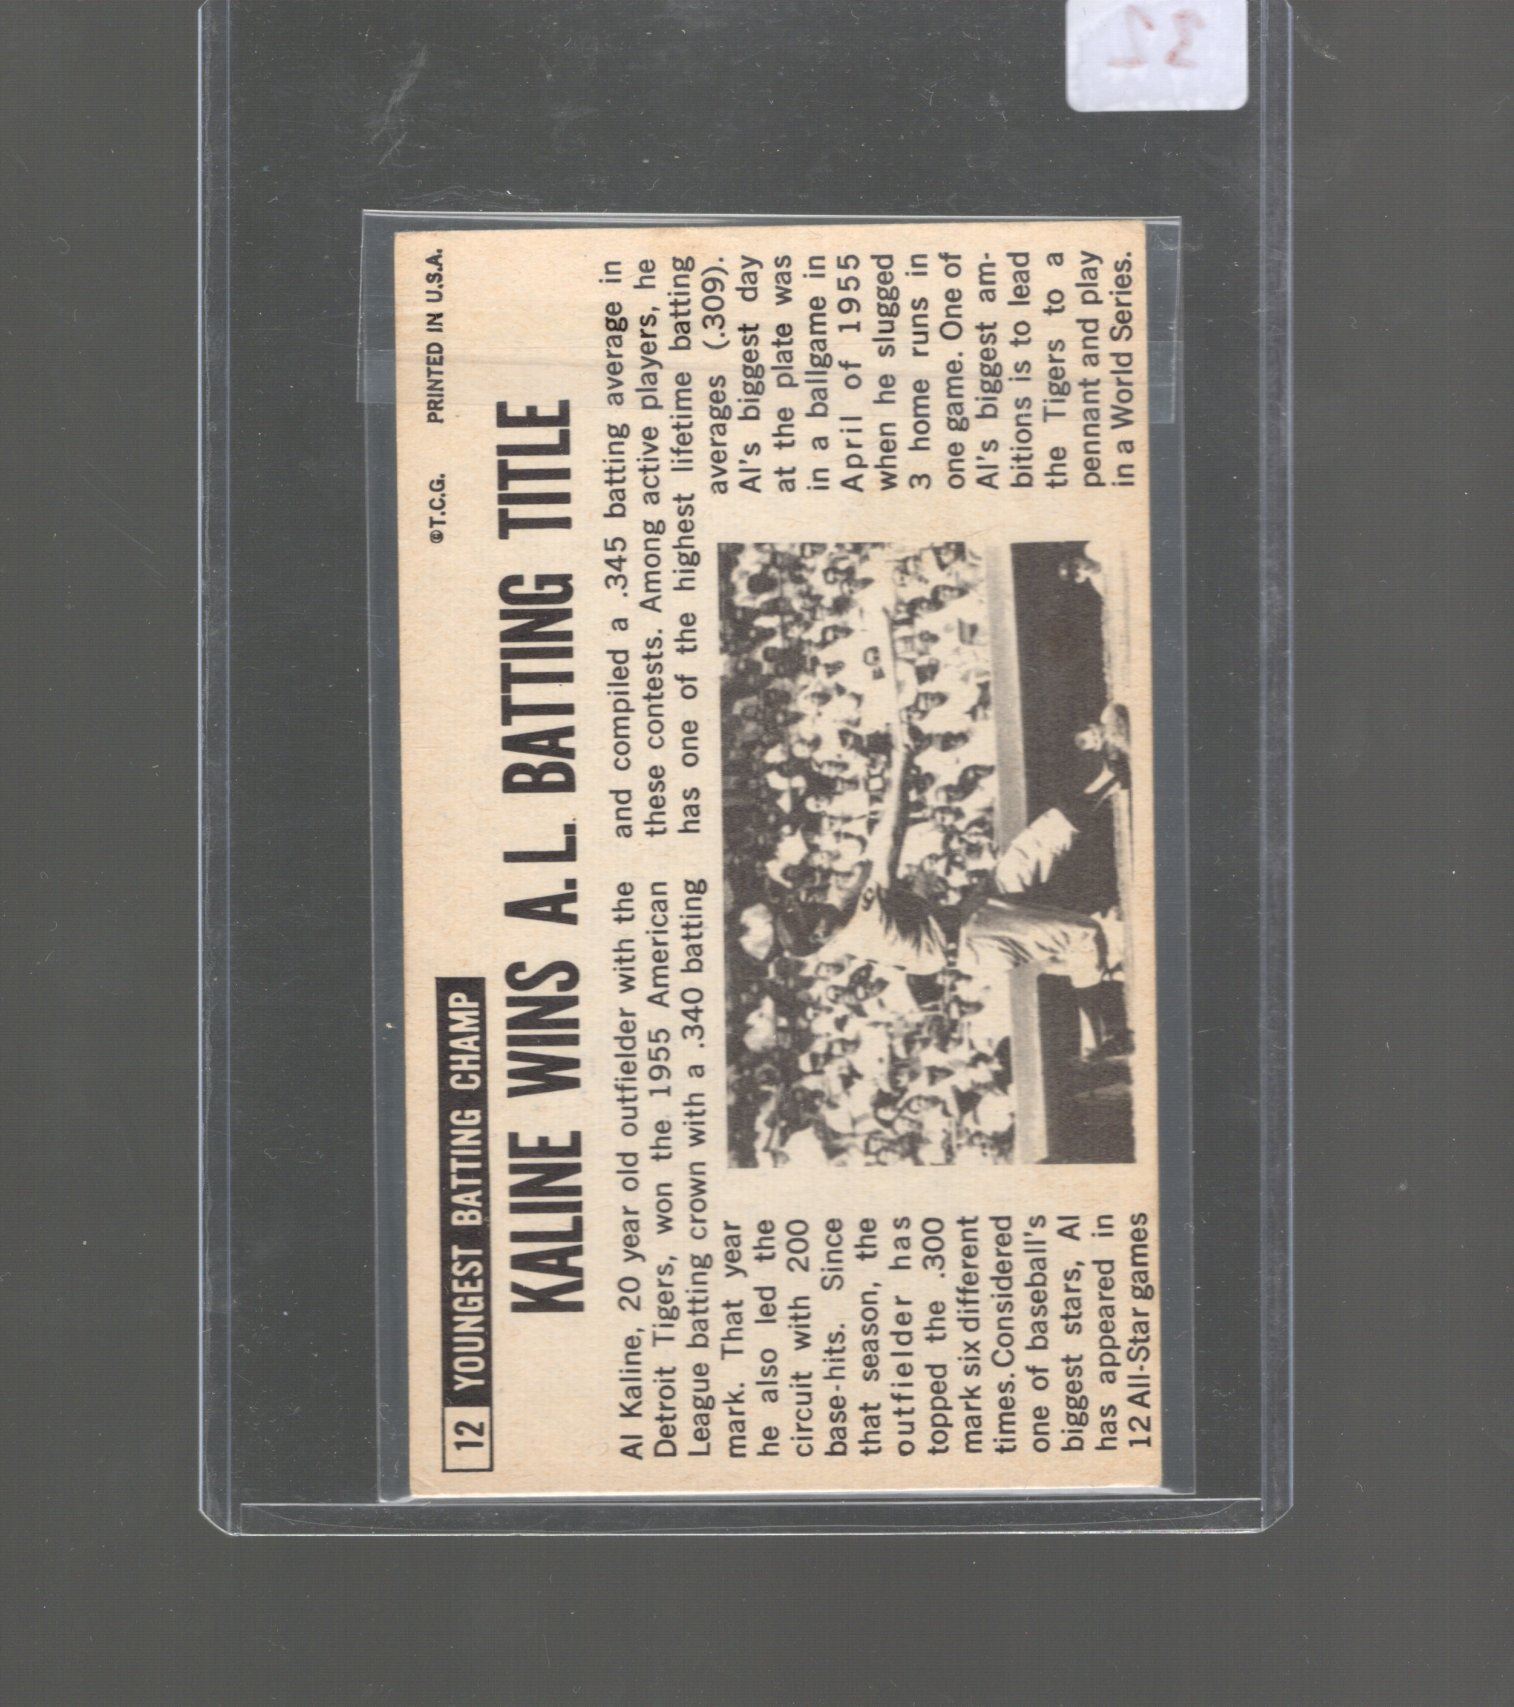 ©T.C.G. PRINTED IN U.S.A.
12 YOUNGEST BATTING CHAMP
KALINE WINS A.L. BATTING TITLE
Al Kaline, 20 year old outfielder with the
Detroit Tigers, won the 1955 American
League batting crown with a .340 batting
mark. That year
he also led the
circuit with 200
base-hits. Since
that season, the
outfielder has
topped the .300
mark six different
times. Considered
one of baseball's
biggest stars, Al
has appeared in
12 All-Star games
and compiled a .345 batting average in
these contests. Among active players, he
has one of the highest lifetime batting
averages (.309).
Al's biggest day
at the plate was
in a ballgame in
April of 1955
when he slugged
3 home runs in
one game. One of
Al's biggest am-
bitions is to lead
the Tigers to a
pennant and play
in a World Series.